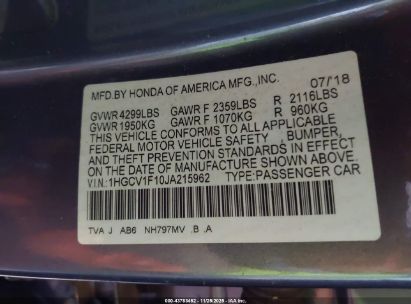 MFD.BY HONDA OF AMERICA MFG.,INC. 07/18
GVWR 4299LBS GAWR F 2359LBS R 2116LBS
GVWR 1950KG GAWR F 1070KG R 960KG
THIS VEHICLE CONFORMS TO ALL APPLICABLE
FEDERAL MOTOR VEHICLE SAFETY, BUMPER,
AND THEFT PREVENTION STANDARDS IN EFFECT ON
THE DATE OF MANUFACTURE SHOWN ABOVE.
V.I.N: 1HGCV1F10JA215962 TYPE:PASSENGER CAR
TVA J AB6 NH797MV .B .A